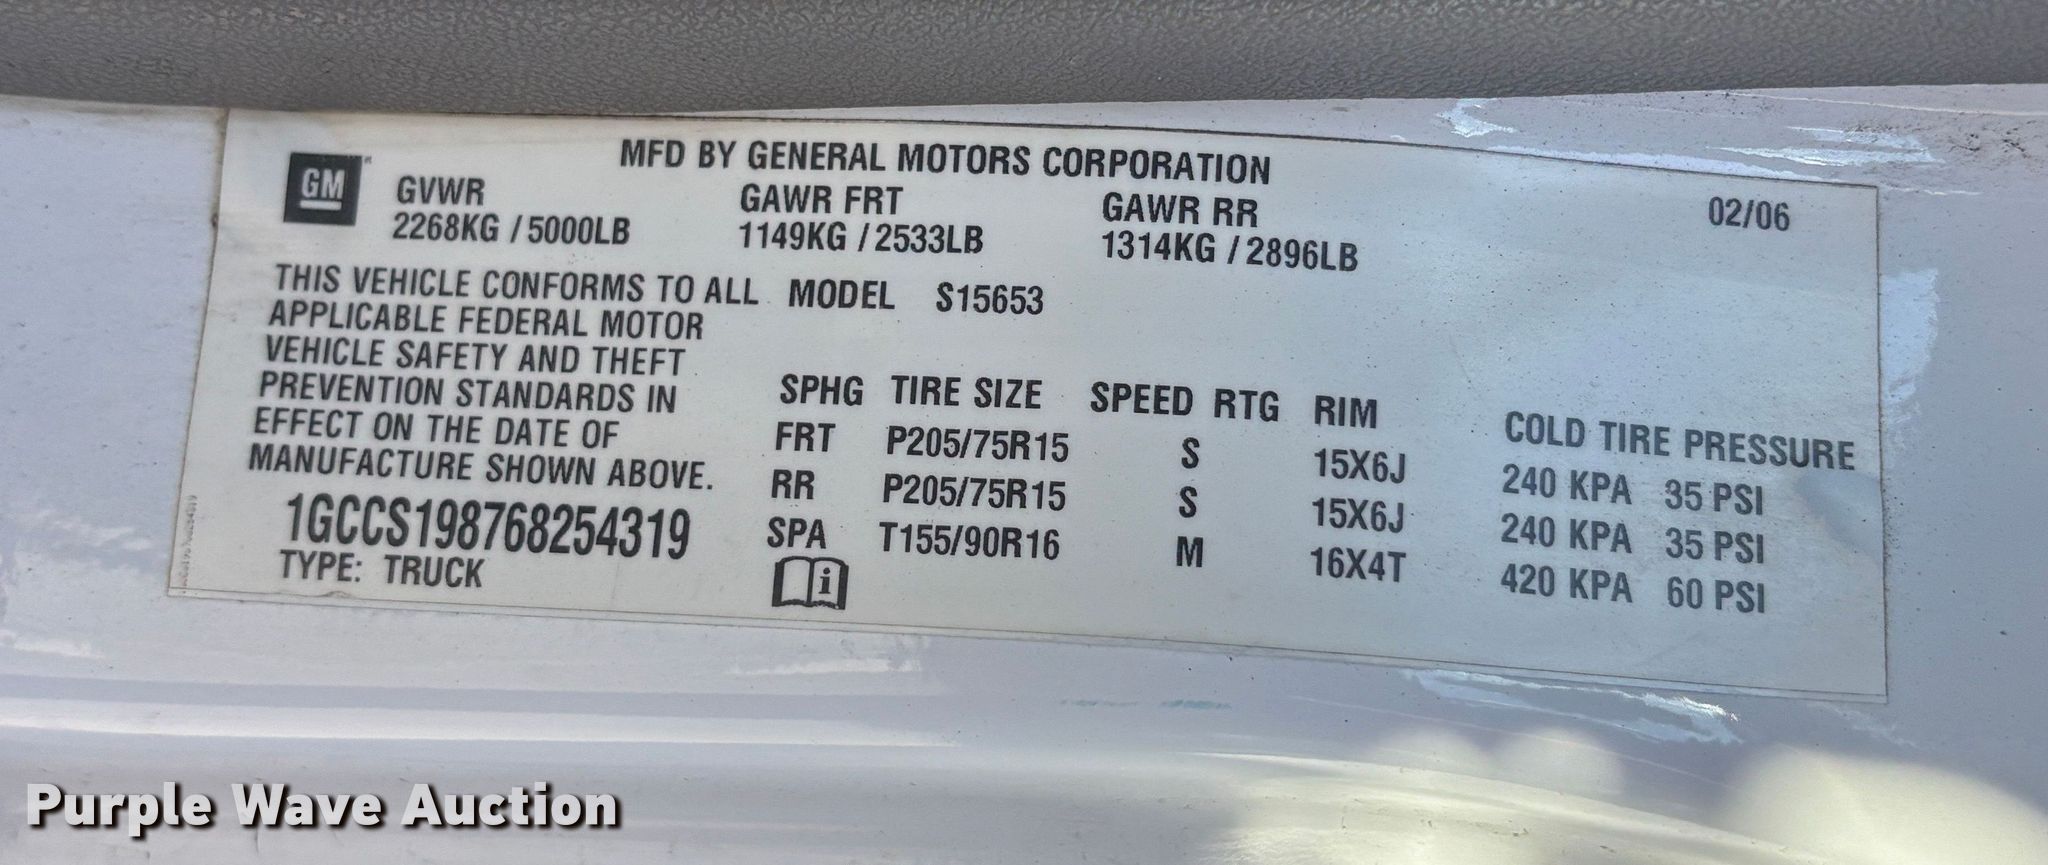 MFD BY GENERAL MOTORS CORPORATION
GM
GVWR GAWR FRT GAWR RR 02/06
2268KG / 5000LB 1149KG / 2533LB 1314KG / 2896LB
THIS VEHICLE CONFORMS TO ALL MODEL S15653
APPLICABLE FEDERAL MOTOR
VEHICLE SAFETY AND THEFT
PREVENTION STANDARDS IN
EFFECT ON THE DATE OF
MANUFACTURE SHOWN ABOVE.
1GCCS198768254319
TYPE: TRUCK
SPHG TIRE SIZE SPEED RTG RIM COLD TIRE PRESSURE
FRT P205/75R15 S 15X6J 240 KPA 35 PSI
RR P205/75R15 S 15X6J 240 KPA 35 PSI
SPA T155/90R16 M 16X4T 420 KPA 60 PSI
Purple Wave Auction